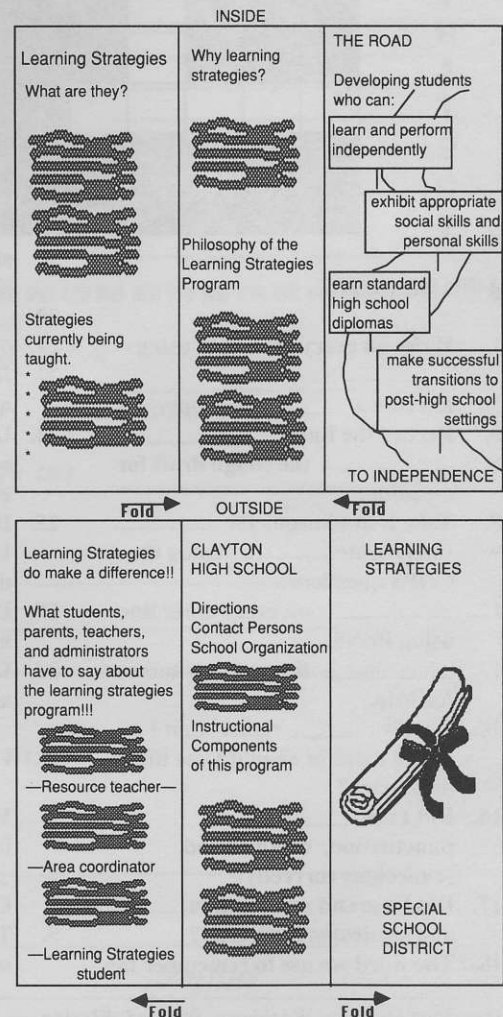 INSIDE
Learning Strategies
What are they?
Strategies
currently being
taught.
*
*
*
*
*
Why learning
strategies?
Philosophy of the
Learning Strategies
Program
THE ROAD
Developing students
who can:
learn and perform
independently
exhibit appropriate
social skills and
personal skills
earn standard
high school
diplomas
make successful
transitions to
post-high school
settings
TO INDEPENDENCE
Fold
Fold
OUTSIDE
Learning Strategies
do make a difference!!
What students,
parents, teachers,
and administrators
have to say about
the learning strategies
program!!!
—Resource teacher—
—Area coordinator
—Learning Strategies
student
CLAYTON
HIGH SCHOOL
Directions
Contact Persons
School Organization
Instructional
Components
of this program
LEARNING
STRATEGIES
SPECIAL
SCHOOL
DISTRICT
Fold
Fold